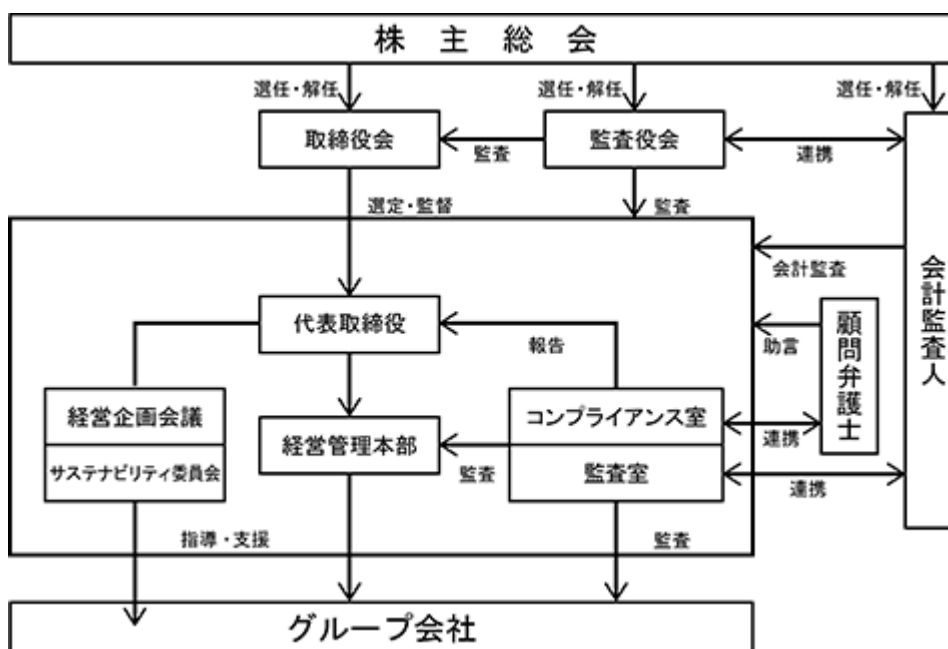 株主総会
選任・解任
選任・解任
選任・解任
取締役会
監査
監査役会
連携
選定・監督
監査
会計監査
会計監査人
代表取締役
報告
助言
顧問弁護士
経営企画会議
サステナビリティ委員会
経営管理本部
監査
コンプライアンス室
監査室
連携
連携
指導・支援
監査
グループ会社